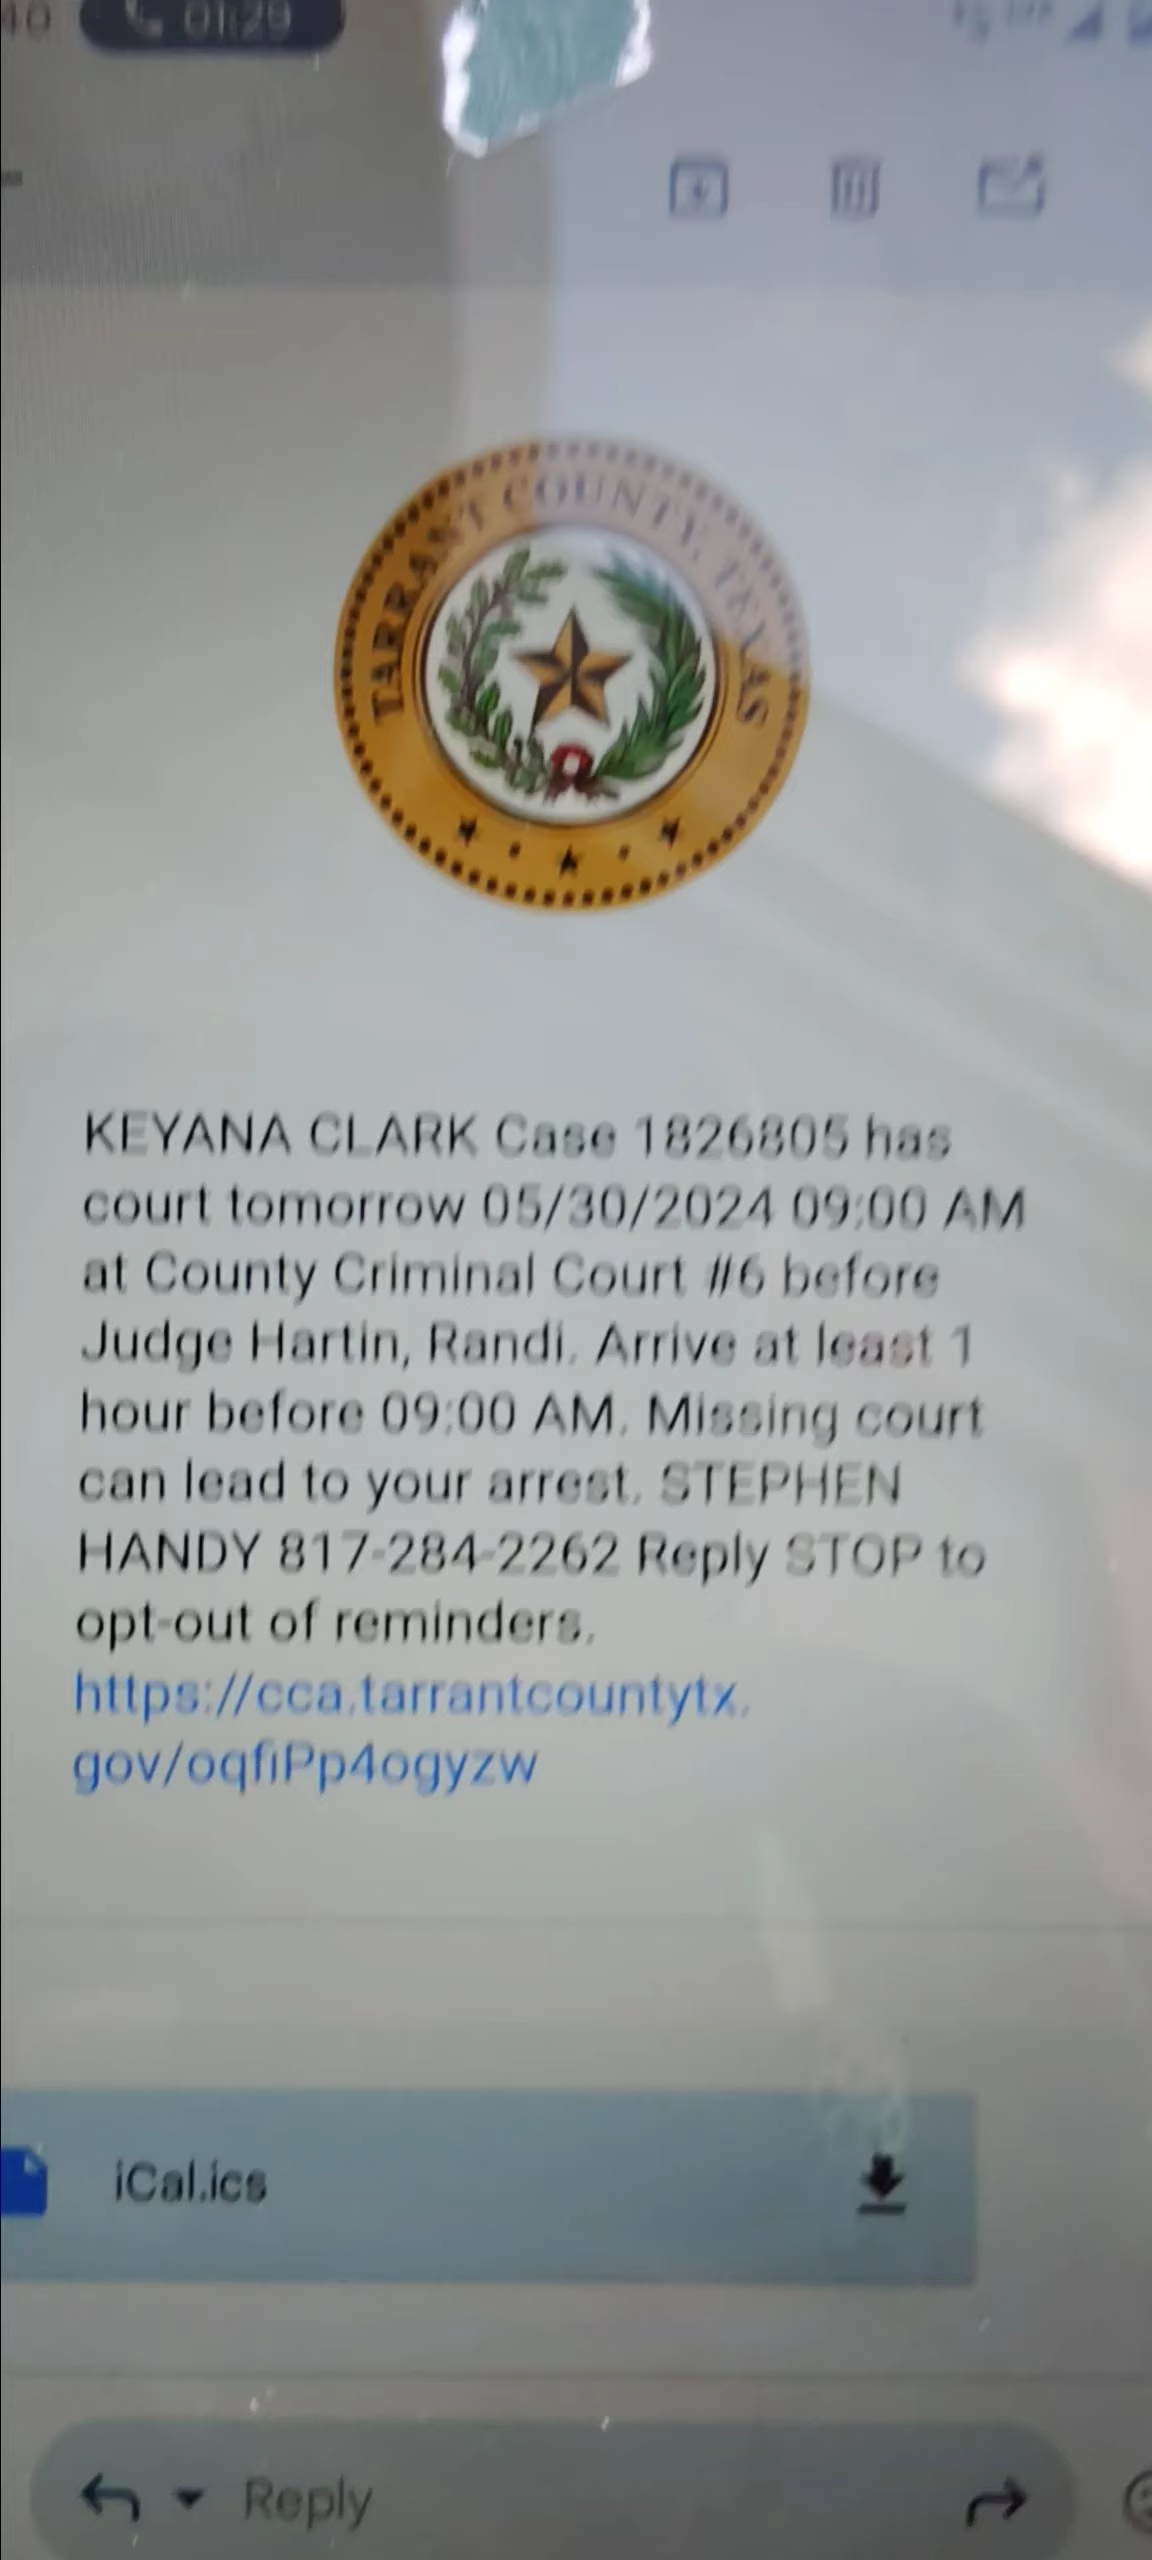 40
01:29
TARRANT COUNTY, TEXAS
KEYANA CLARK Case 1826805 has
court tomorrow 05/30/2024 09:00 AM
at County Criminal Court #6 before
Judge Hartin, Randi. Arrive at least 1
hour before 09:00 AM. Missing court
can lead to your arrest. STEPHEN
HANDY 817-284-2262 Reply STOP to
opt-out of reminders.
https://cca.tarrantcountytx.
gov/oqfiPp4ogyzw
iCal.ics
Reply